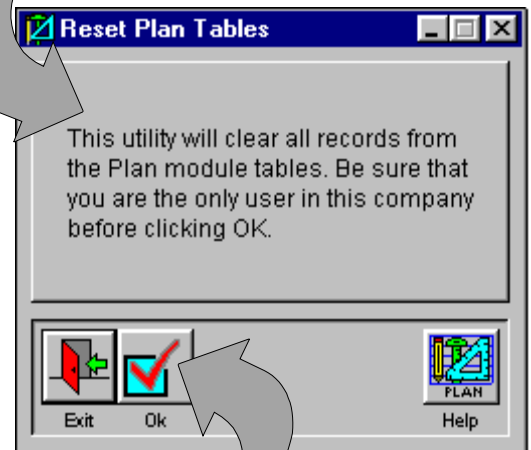 Reset Plan Tables
This utility will clear all records from
the Plan module tables. Be sure that
you are the only user in this company
before clicking OK.
PLAN
Exit Ok Help